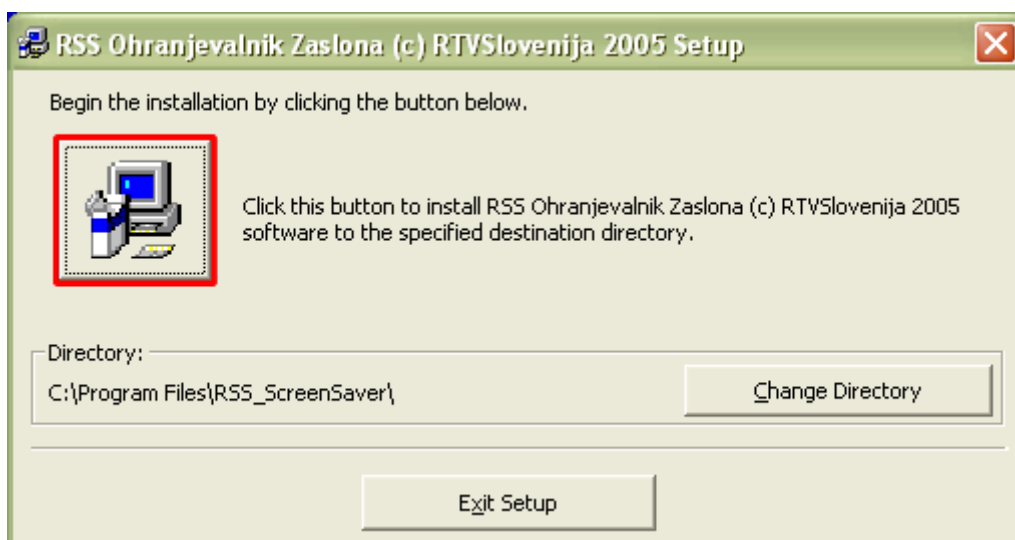 RSS Ohranjevalnik Zaslona (c) RTVSlovenija 2005 Setup
Begin the installation by clicking the button below.
Click this button to install RSS Ohranjevalnik Zaslona (c) RTVSlovenija 2005
software to the specified destination directory.
Directory:
C:\Program Files\RSS_ScreenSaver\
Change Directory
Exit Setup